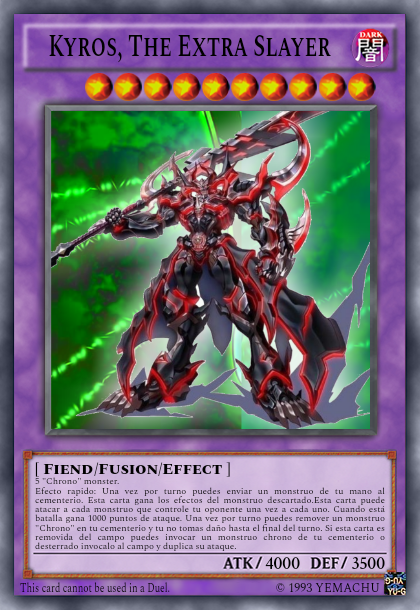 KYROS, THE EXTRA SLAYER
DARK
闇
[ FIEND/FUSION/EFFECT ]
5 "Chrono" monster.
Efecto rapido: Una vez por turno puedes enviar un monstruo de tu mano al
cementerio. Esta carta gana los efectos del monstruo descartado.Esta carta puede
atacar a cada monstruo que controle tu oponente una vez a cada uno. Cuando está
batalla gana 1000 puntos de ataque. Una vez por turno puedes remover un monstruo
"Chrono" en tu cementerio y tu no tomas daño hasta el final del turno. Si esta carta es
removida del campo puedes invocar un monstruo chrono de tu cementerio o
desterrado invocalo al campo y duplica su ataque.
ATK/ 4000 DEF/ 3500
This card cannot be used in a Duel.
© 1993 YEMACHU